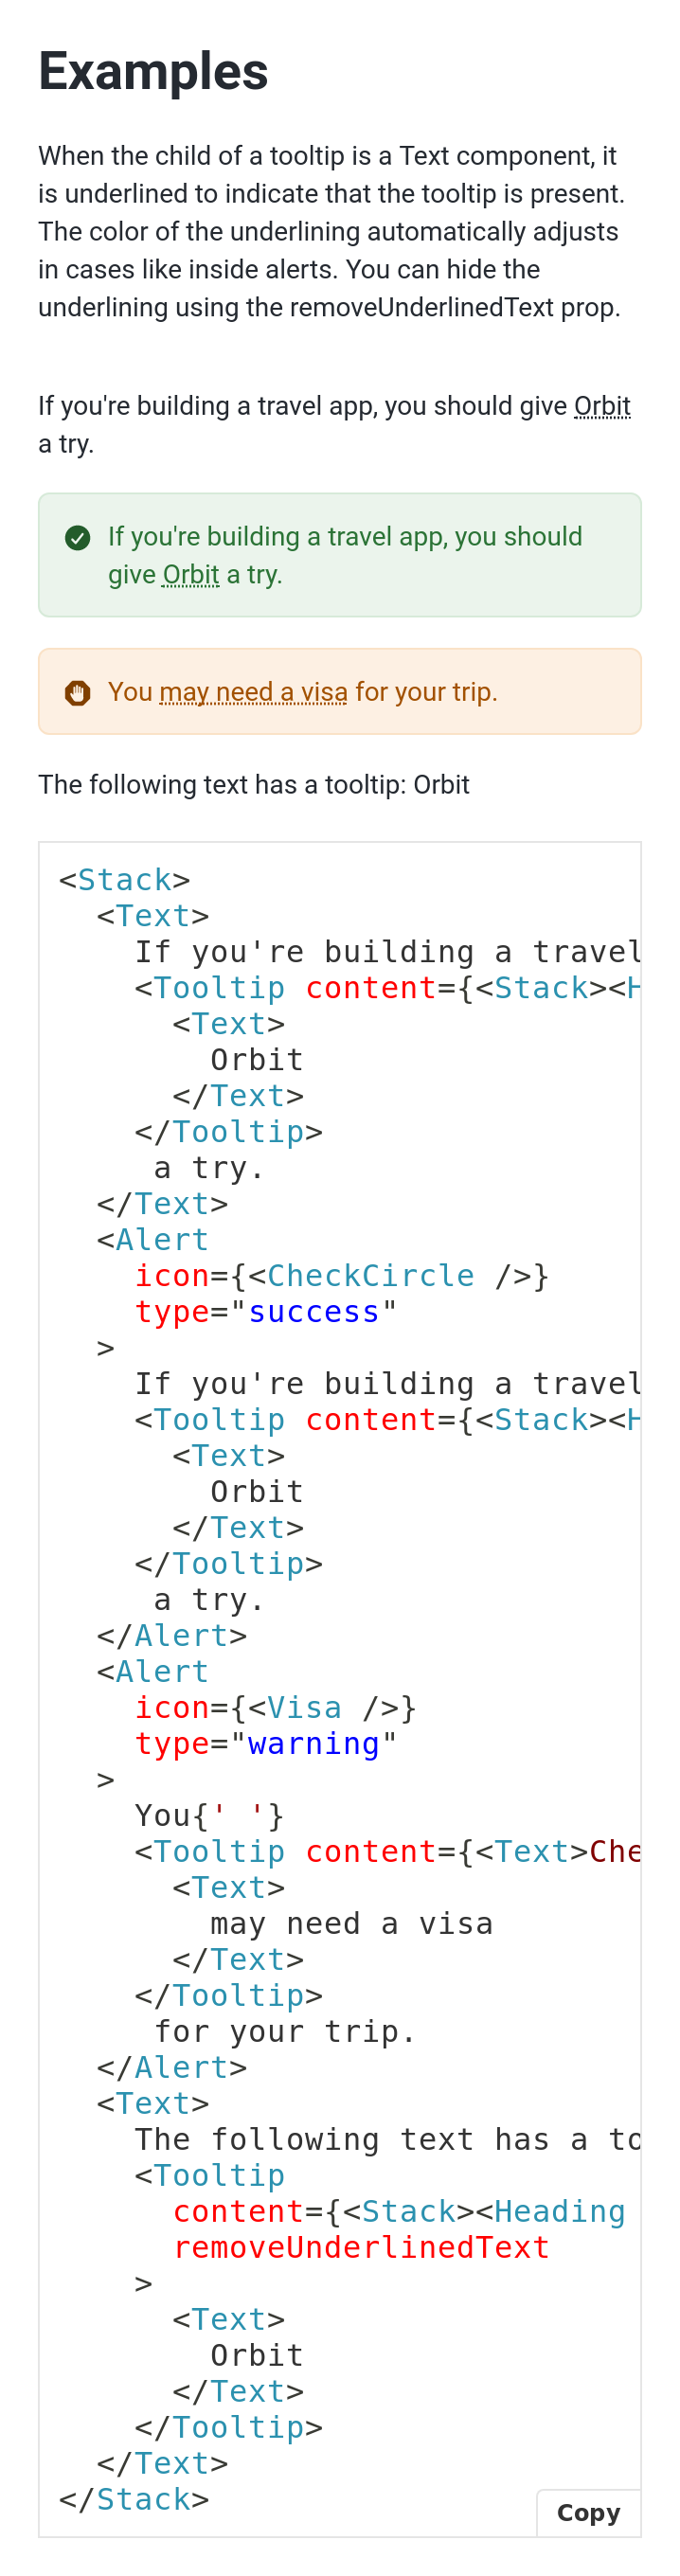 Examples
When the child of a tooltip is a Text component, it
is underlined to indicate that the tooltip is present.
The color of the underlining automatically adjusts
in cases like inside alerts. You can hide the
underlining using the removeUnderlinedText prop.
If you're building a travel app, you should give Orbit
a try.
If you're building a travel app, you should
give Orbit a try.
You may need a visa for your trip.
The following text has a tooltip: Orbit
<Stack>
  <Text>
    If you're building a travel
    <Tooltip content={<Stack><H
      <Text>
        Orbit
      </Text>
    </Tooltip>
     a try.
  </Text>
  <Alert
    icon={<CheckCircle />}
    type="success"
  >
    If you're building a travel
    <Tooltip content={<Stack><H
      <Text>
        Orbit
      </Text>
    </Tooltip>
     a try.
  </Alert>
  <Alert
    icon={<Visa />}
    type="warning"
  >
    You{' '}
    <Tooltip content={<Text>Che
      <Text>
        may need a visa
      </Text>
    </Tooltip>
     for your trip.
  </Alert>
  <Text>
    The following text has a to
    <Tooltip
      content={<Stack><Heading
      removeUnderlinedText
    >
      <Text>
        Orbit
      </Text>
    </Tooltip>
  </Text>
</Stack>
Copy